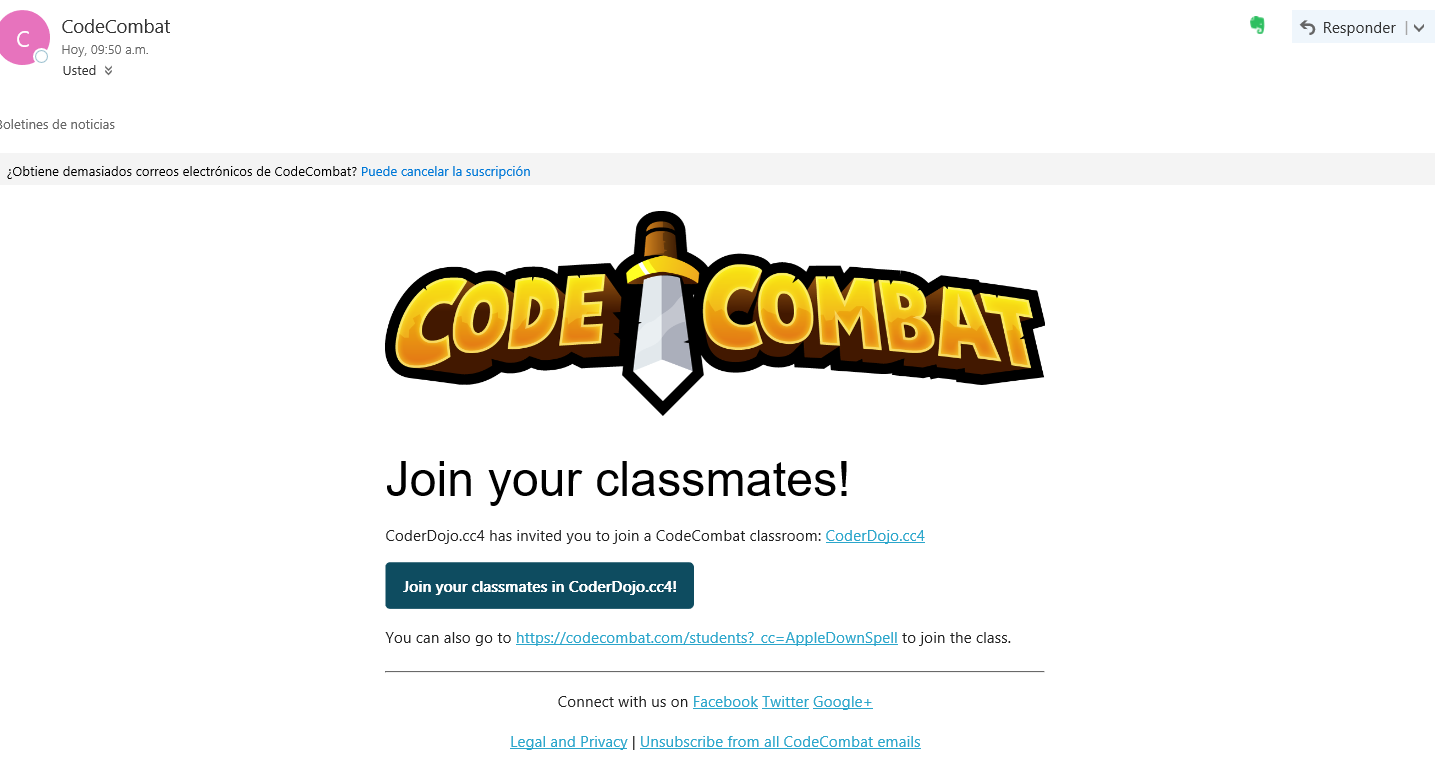 C
CodeCombat
Hoy, 09:50 a.m.
Usted
Responder
Boletines de noticias
¿Obtiene demasiados correos electrónicos de CodeCombat? Puede cancelar la suscripción
CODE COMBAT
Join your classmates!
CoderDojo.cc4 has invited you to join a CodeCombat classroom: CoderDojo.cc4
Join your classmates in CoderDojo.cc4!
You can also go to https://codecombat.com/students?_cc=AppleDownSpell to join the class.
Connect with us on Facebook Twitter Google+
Legal and Privacy | Unsubscribe from all CodeCombat emails